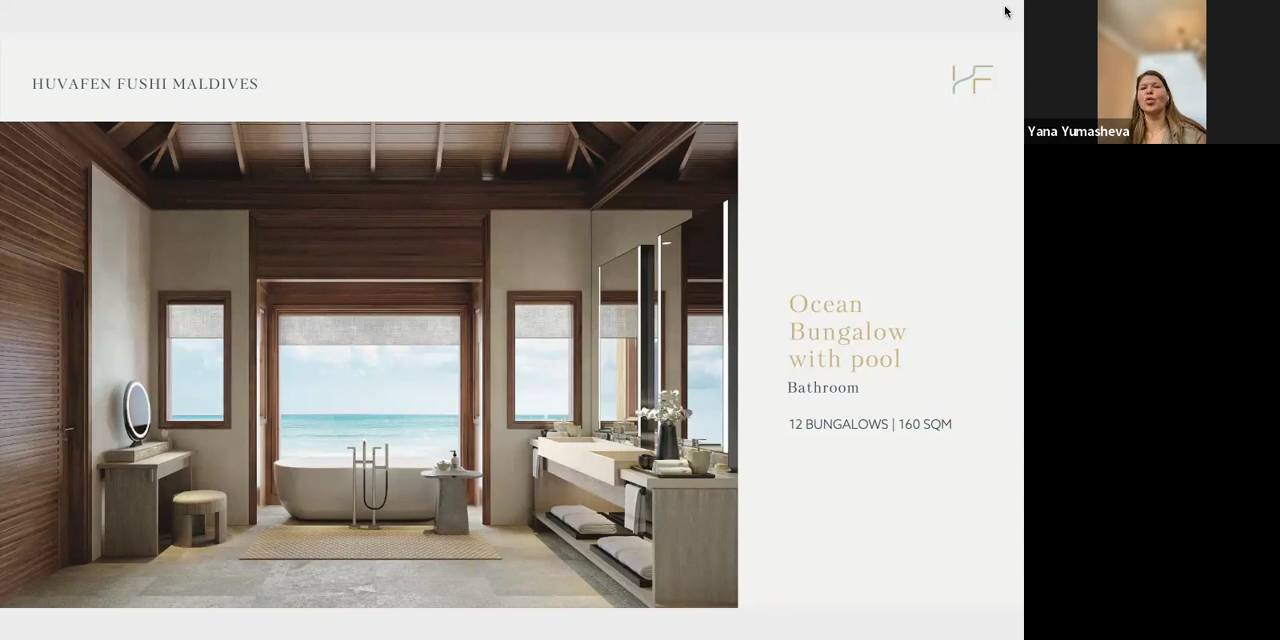 HUVAFEN FUSHI MALDIVES
HF
Ocean
Bungalow
with pool
Bathroom
12 BUNGALOWS | 160 SQM
Yana Yumasheva